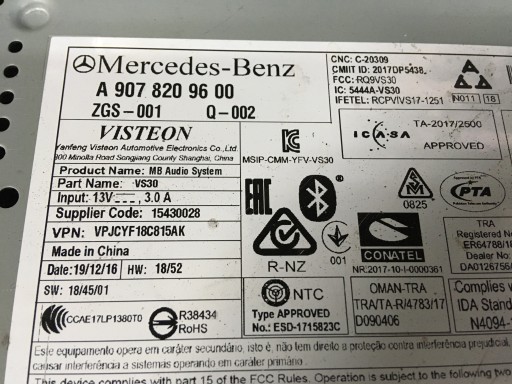 Mercedes-Benz
A 907 820 96 00
ZGS-001 Q-002
VISTEON
Yanfeng Visteon Automotive Electronics Co.,Ltd.
300 Minolta Road Songjiang County Shanghai, China
Product Name: MB Audio System
Part Name: VS30
Input: 13V 3.0 A
Supplier Code: 15430028
VPN: VPJCYF18C815AK
Made in China
Date:19/12/16 HW: 18/52
SW: 18/45/01
CCAE17LP1380T0
R38434
RoHS
MSIP-CMM-YFV-VS30
EAC
R-NZ
001
NTC
Type APPROVED
No.: ESD-1715823C
CNC: C-20309
CMIIT ID: 2017DP5438
FCC: RQ9VS30
IC: 5444A-VS30
IFETEL: RCPVIVS17-1251
N011 18
ICASA
TA-2017/2500
APPROVED
0825
PTA
CONATEL
NR:2017-10-I-0000361
TRA
Registered No
ER64788/1
Dealer No:
DA0126756/
OMAN-TRA
TRA/TA-R/4783/17
D090406
Complies w
IDA Standa
N4094-1
Este equipamento opera em caráter secundário, isto é, não tem direito a proteção contra interferência prejudicial,
causar interferência a sistemas operando em caráter primário.
This device complies with part 15 of the FCC Rules. Operation is subject to the following two